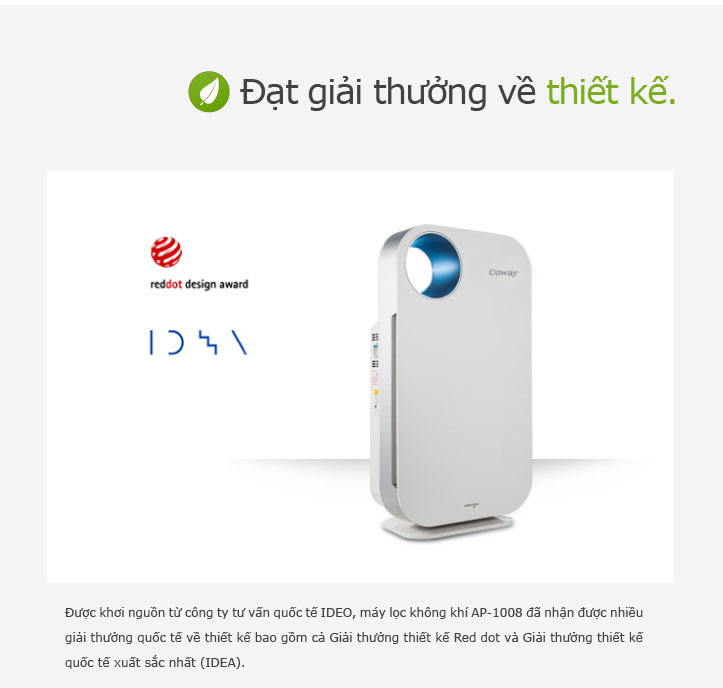 Đạt giải thưởng về thiết kế.
reddot design award
IDEA
Coway
Được khơi nguồn từ công ty tư vấn quốc tế IDEO, máy lọc không khí AP-1008 đã nhận được nhiều
giải thưởng quốc tế về thiết kế bao gồm cả Giải thưởng thiết kế Red dot và Giải thưởng thiết kế
quốc tế xuất sắc nhất (IDEA).